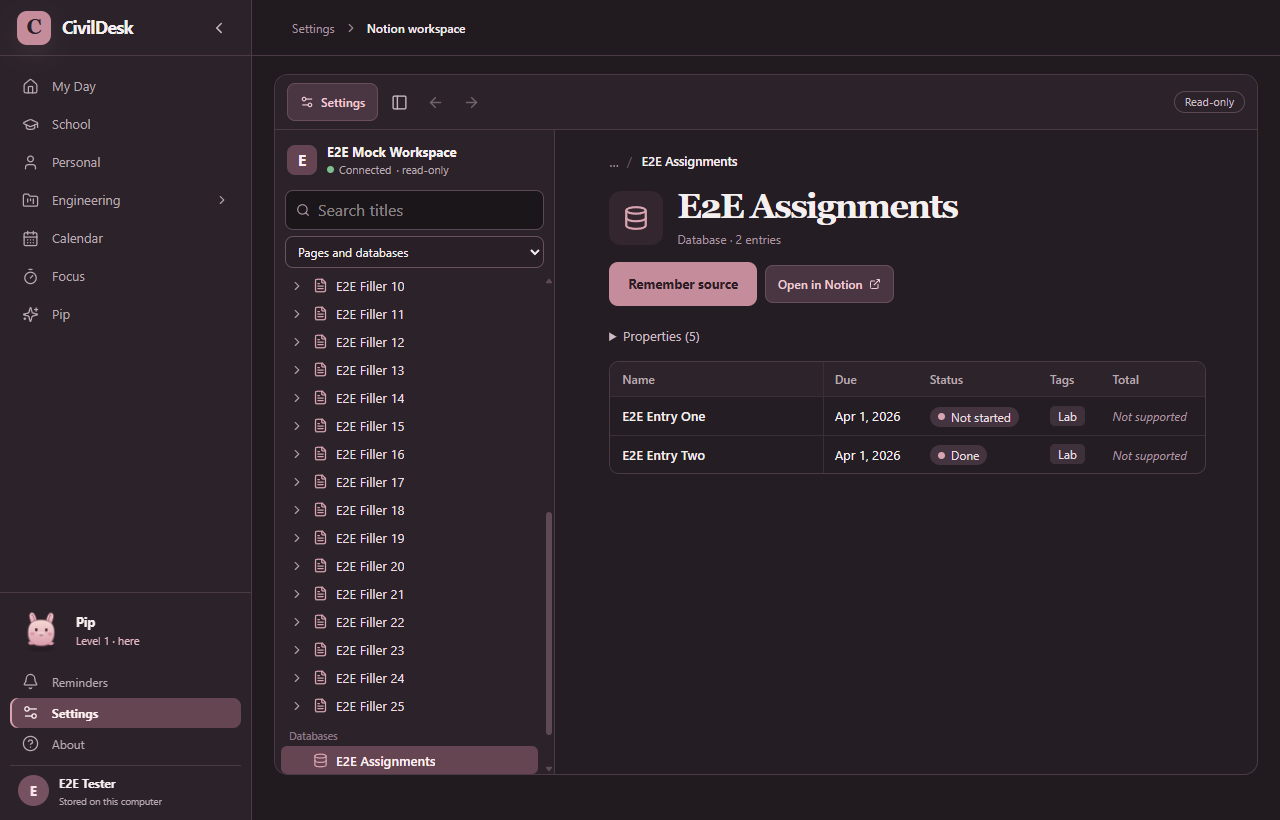 C CivilDesk
Settings > Notion workspace
My Day
School
Personal
Engineering
Calendar
Focus
Pip
Pip
Level 1 · here
Reminders
Settings
About
E E2E Tester
Stored on this computer
Settings
Read-only
E E2E Mock Workspace
Connected · read-only
Search titles
Pages and databases
E2E Filler 10
E2E Filler 11
E2E Filler 12
E2E Filler 13
E2E Filler 14
E2E Filler 15
E2E Filler 16
E2E Filler 17
E2E Filler 18
E2E Filler 19
E2E Filler 20
E2E Filler 21
E2E Filler 22
E2E Filler 23
E2E Filler 24
E2E Filler 25
Databases
E2E Assignments
... / E2E Assignments
E2E Assignments
Database · 2 entries
Remember source Open in Notion
Properties (5)
Name Due Status Tags Total
E2E Entry One Apr 1, 2026 Not started Lab Not supported
E2E Entry Two Apr 1, 2026 Done Lab Not supported